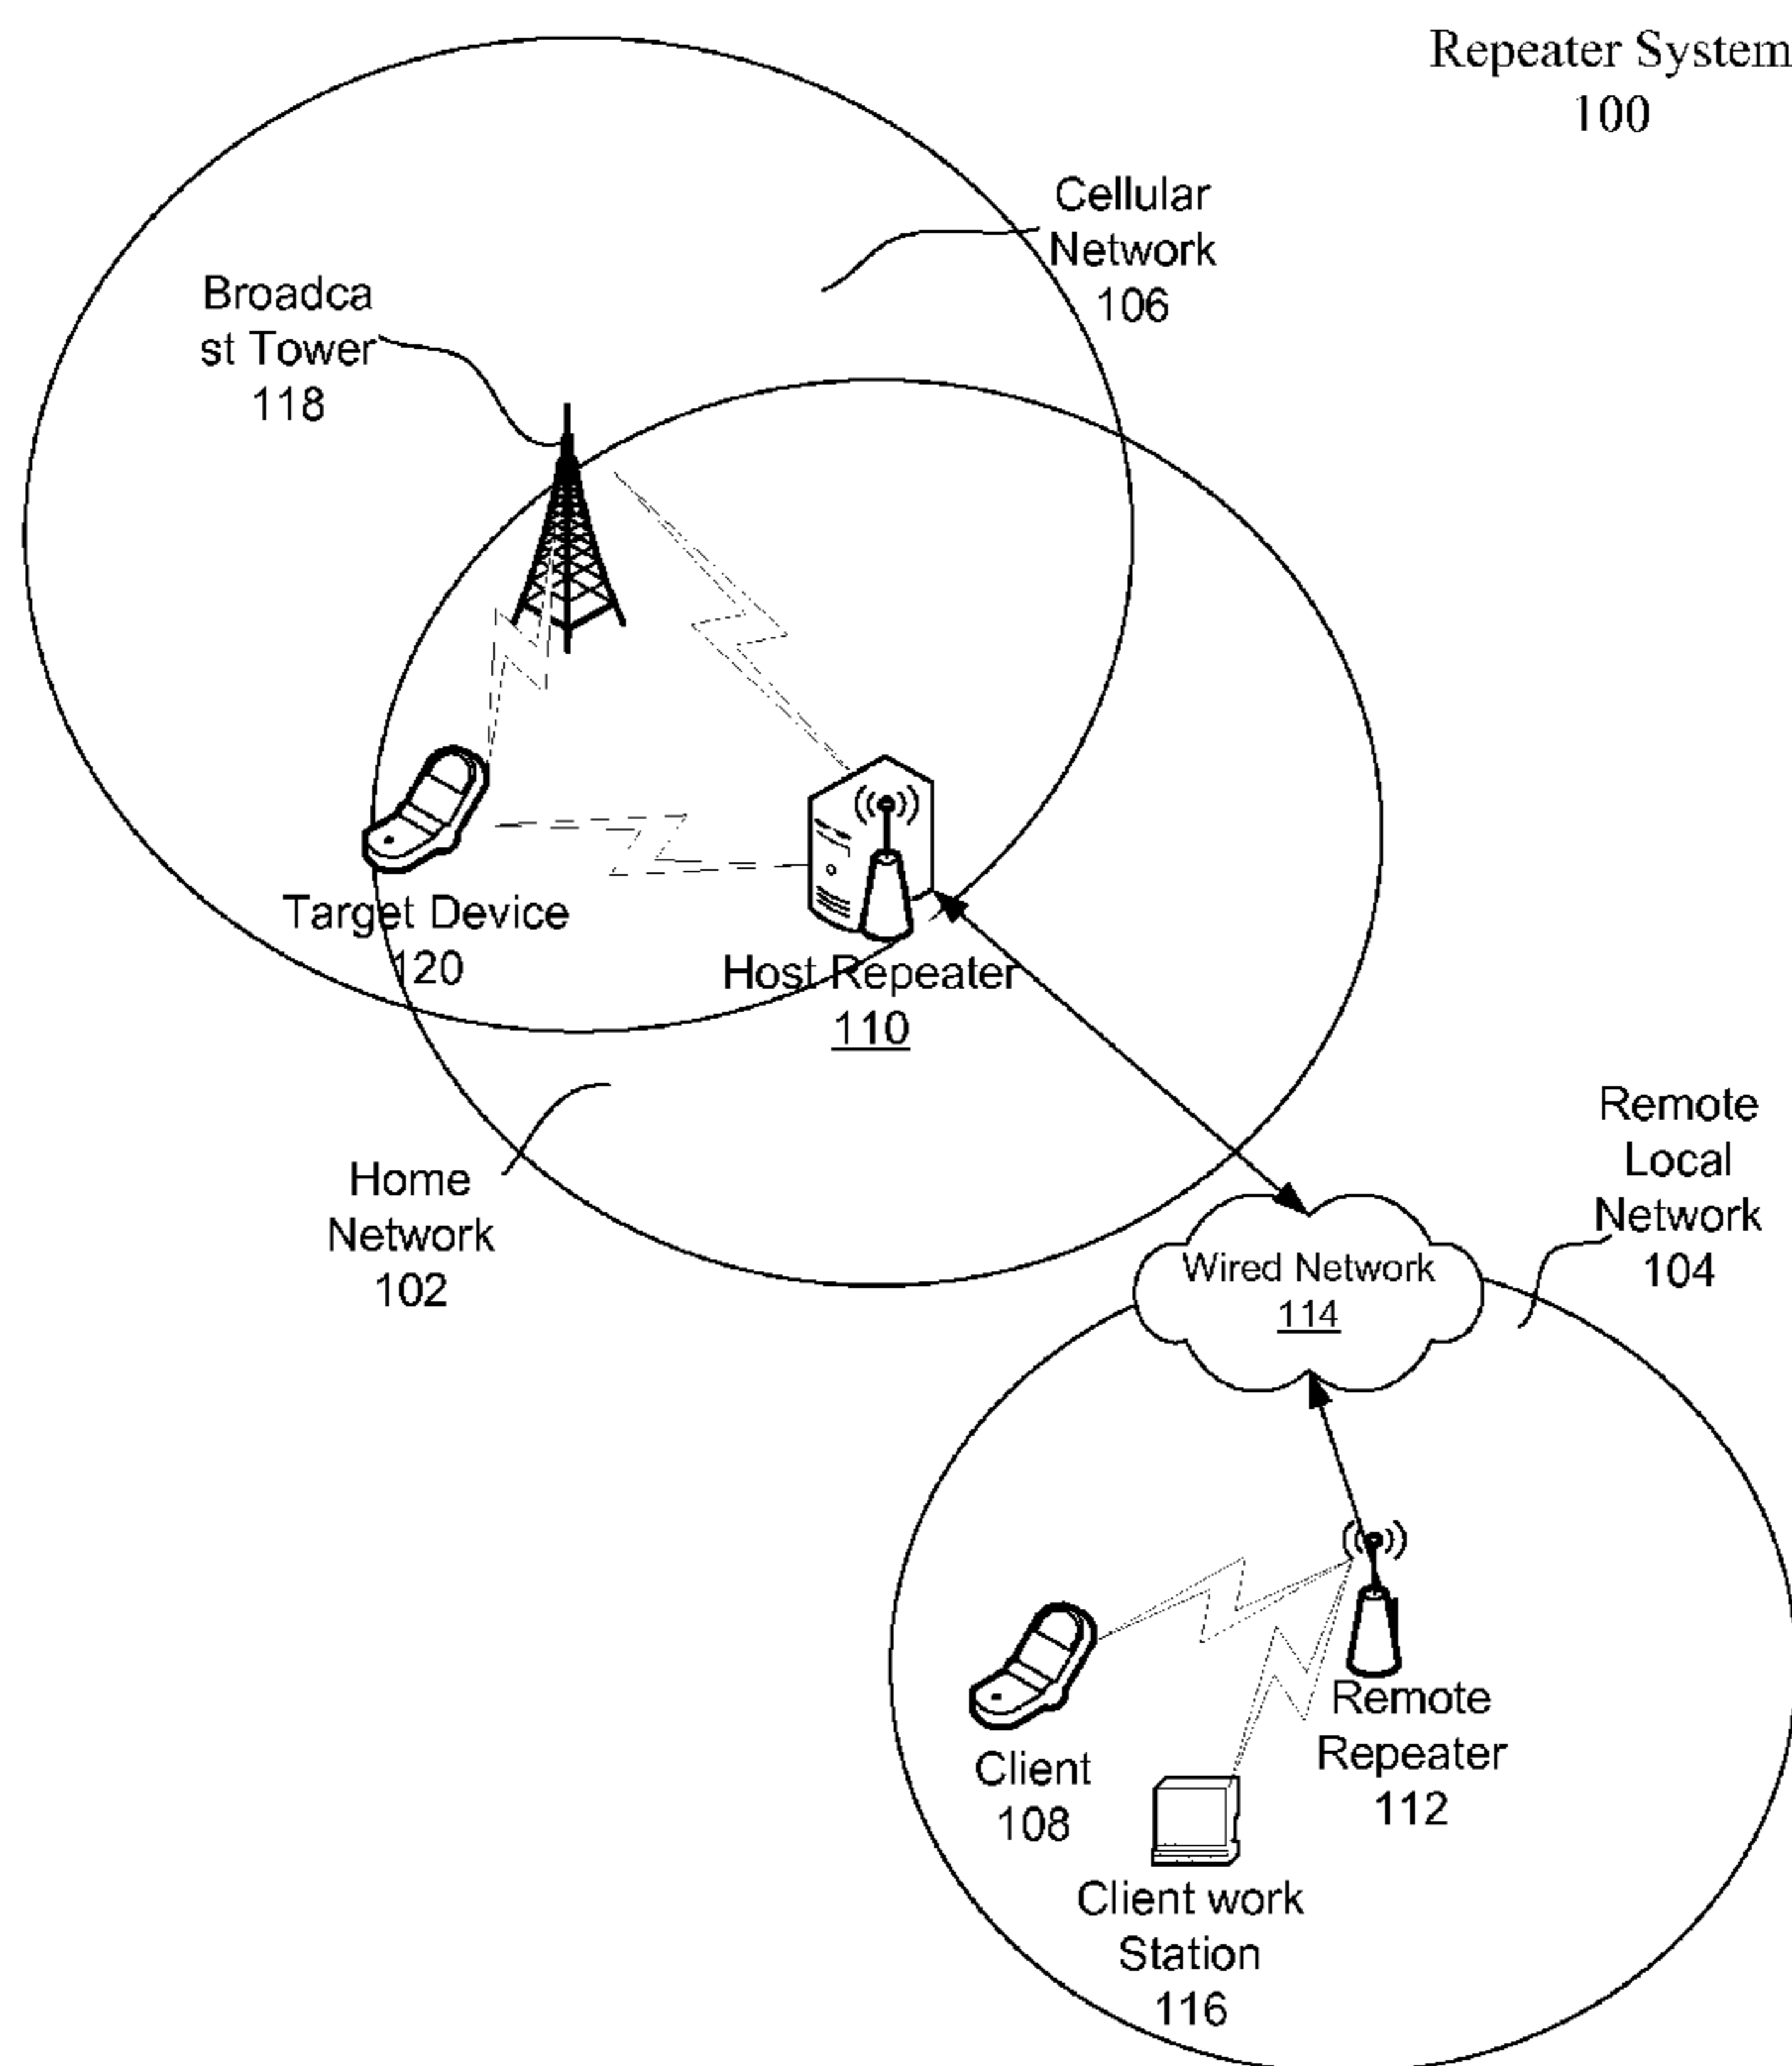 Repeater System
100
Cellular
Network
106
Broadca
st Tower
118
Target Device
120
Host Repeater
110
Home
Network
102
Remote
Local
Network
104
Wired Network
114
Client
108
Remote
Repeater
112
Client work
Station
116